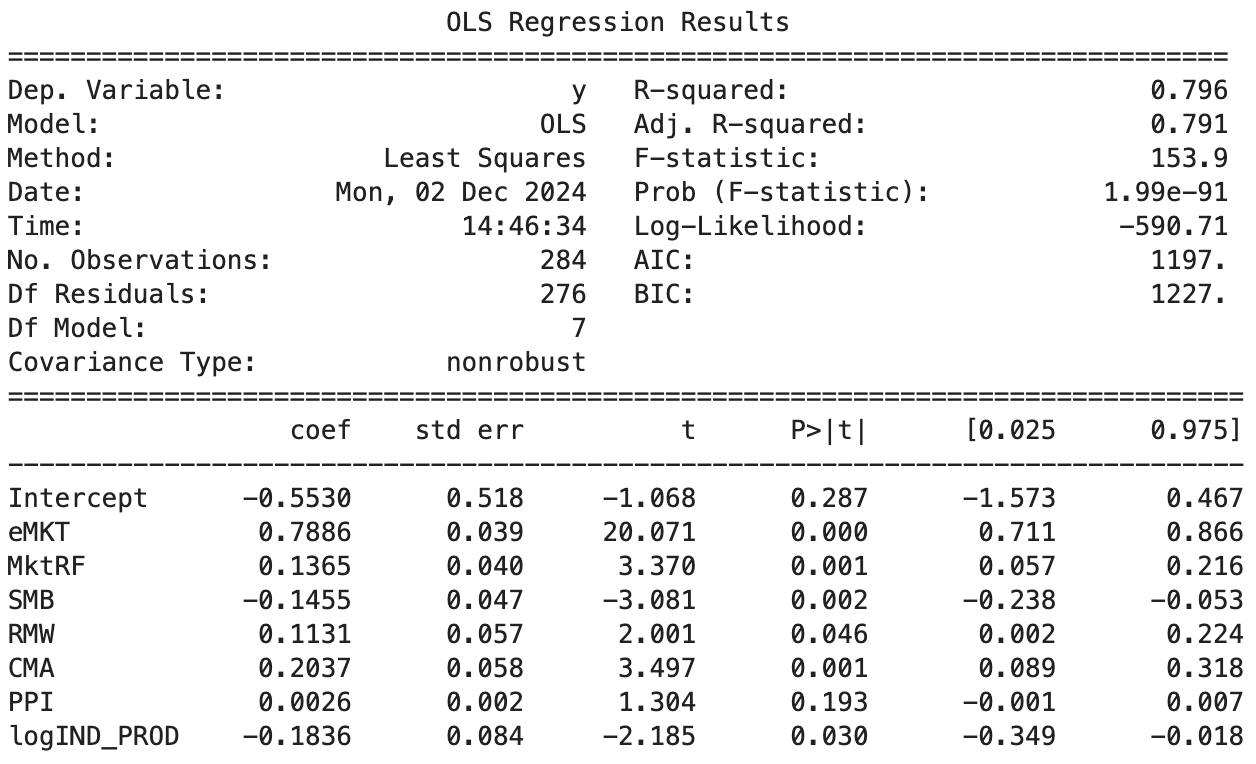 OLS Regression Results
==============================================================================
Dep. Variable:                      y   R-squared:                       0.796
Model:                            OLS   Adj. R-squared:                  0.791
Method:                 Least Squares   F-statistic:                     153.9
Date:                Mon, 02 Dec 2024   Prob (F-statistic):           1.99e-91
Time:                        14:46:34   Log-Likelihood:                -590.71
No. Observations:                 284   AIC:                             1197.
Df Residuals:                     276   BIC:                             1227.
Df Model:                           7
Covariance Type:            nonrobust
===============================================================================
                  coef    std err          t      P>|t|      [0.025      0.975]
-------------------------------------------------------------------------------
Intercept      -0.5530      0.518     -1.068      0.287      -1.573       0.467
eMKT            0.7886      0.039     20.071      0.000       0.711       0.866
MktRF           0.1365      0.040      3.370      0.001       0.057       0.216
SMB            -0.1455      0.047     -3.081      0.002      -0.238      -0.053
RMW             0.1131      0.057      2.001      0.046       0.002       0.224
CMA             0.2037      0.058      3.497      0.001       0.089       0.318
PPI             0.0026      0.002      1.304      0.193      -0.001       0.007
logIND_PROD    -0.1836      0.084     -2.185      0.030      -0.349      -0.018